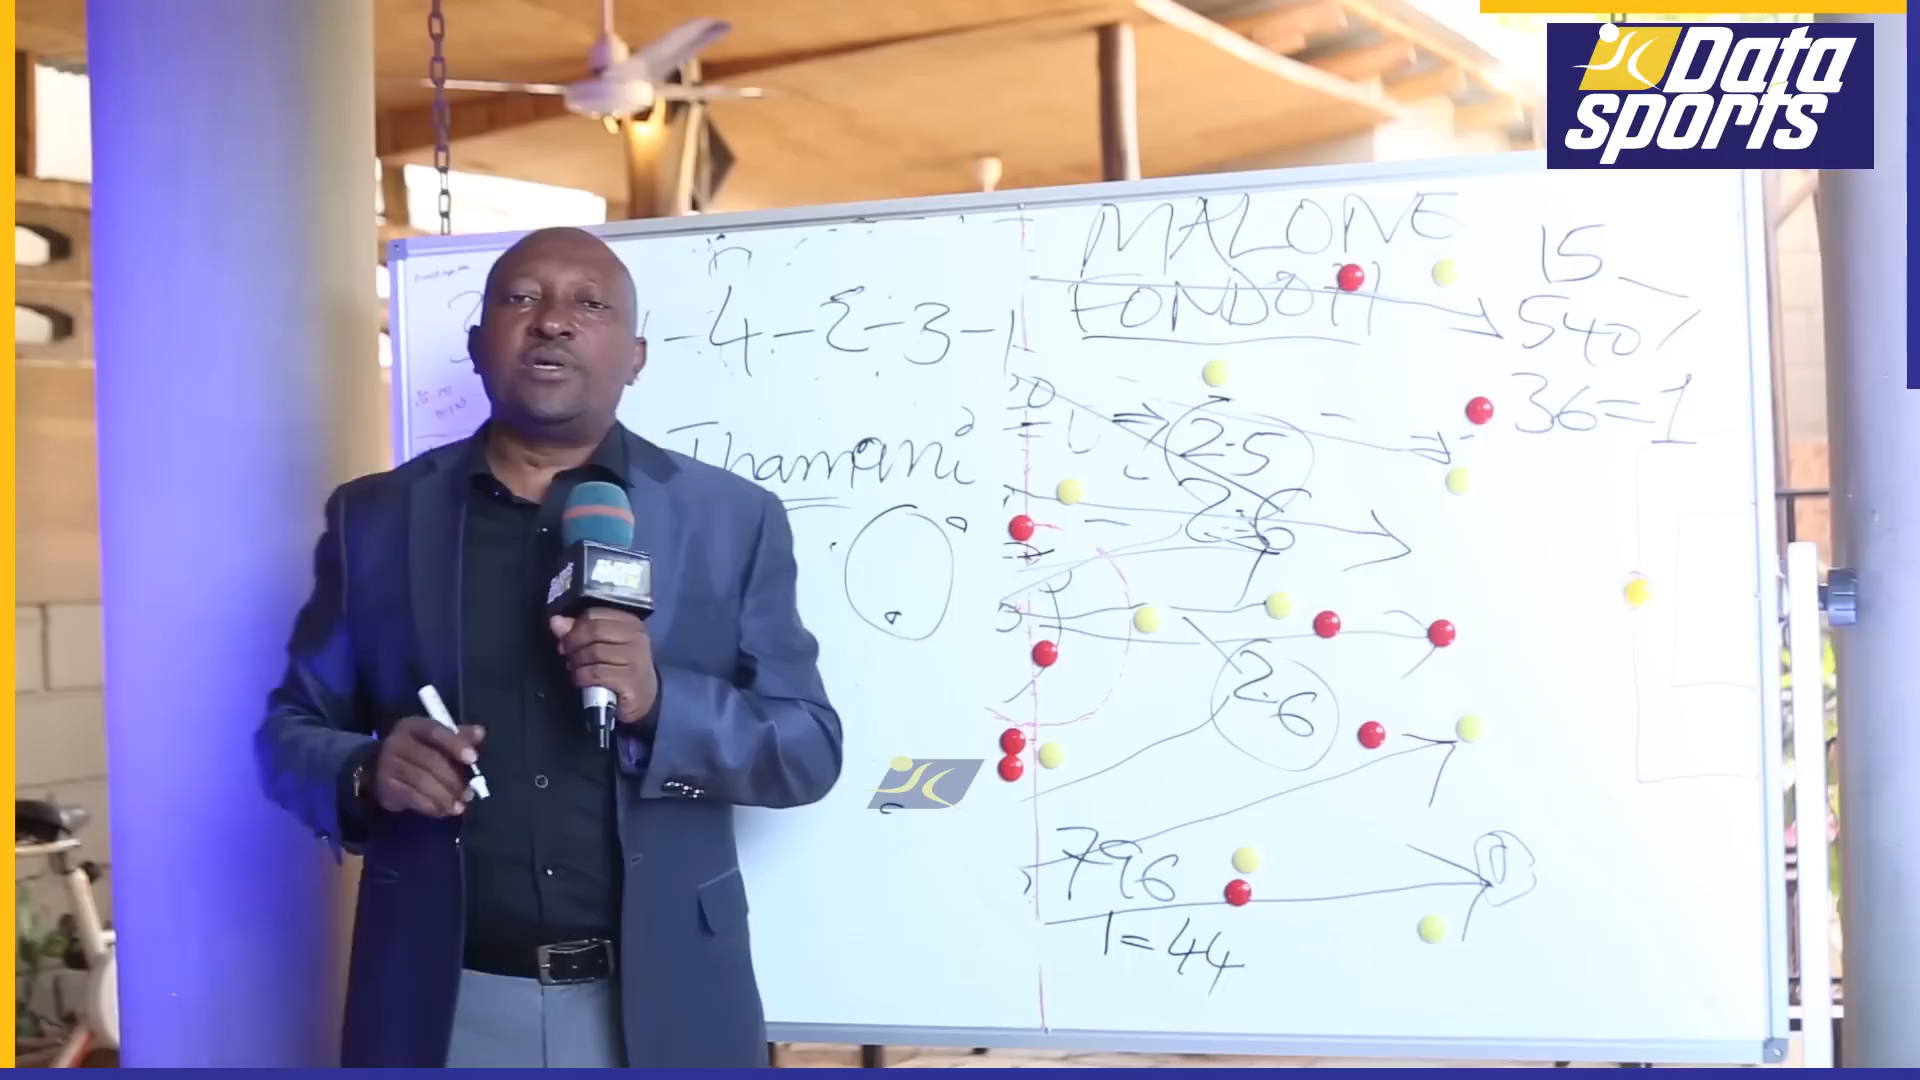 Data
sports
MALONE
FONDOH
-4-2-3-1
15
540/
36=1
Thamani
2.5
2.6
2.6
796
1=44